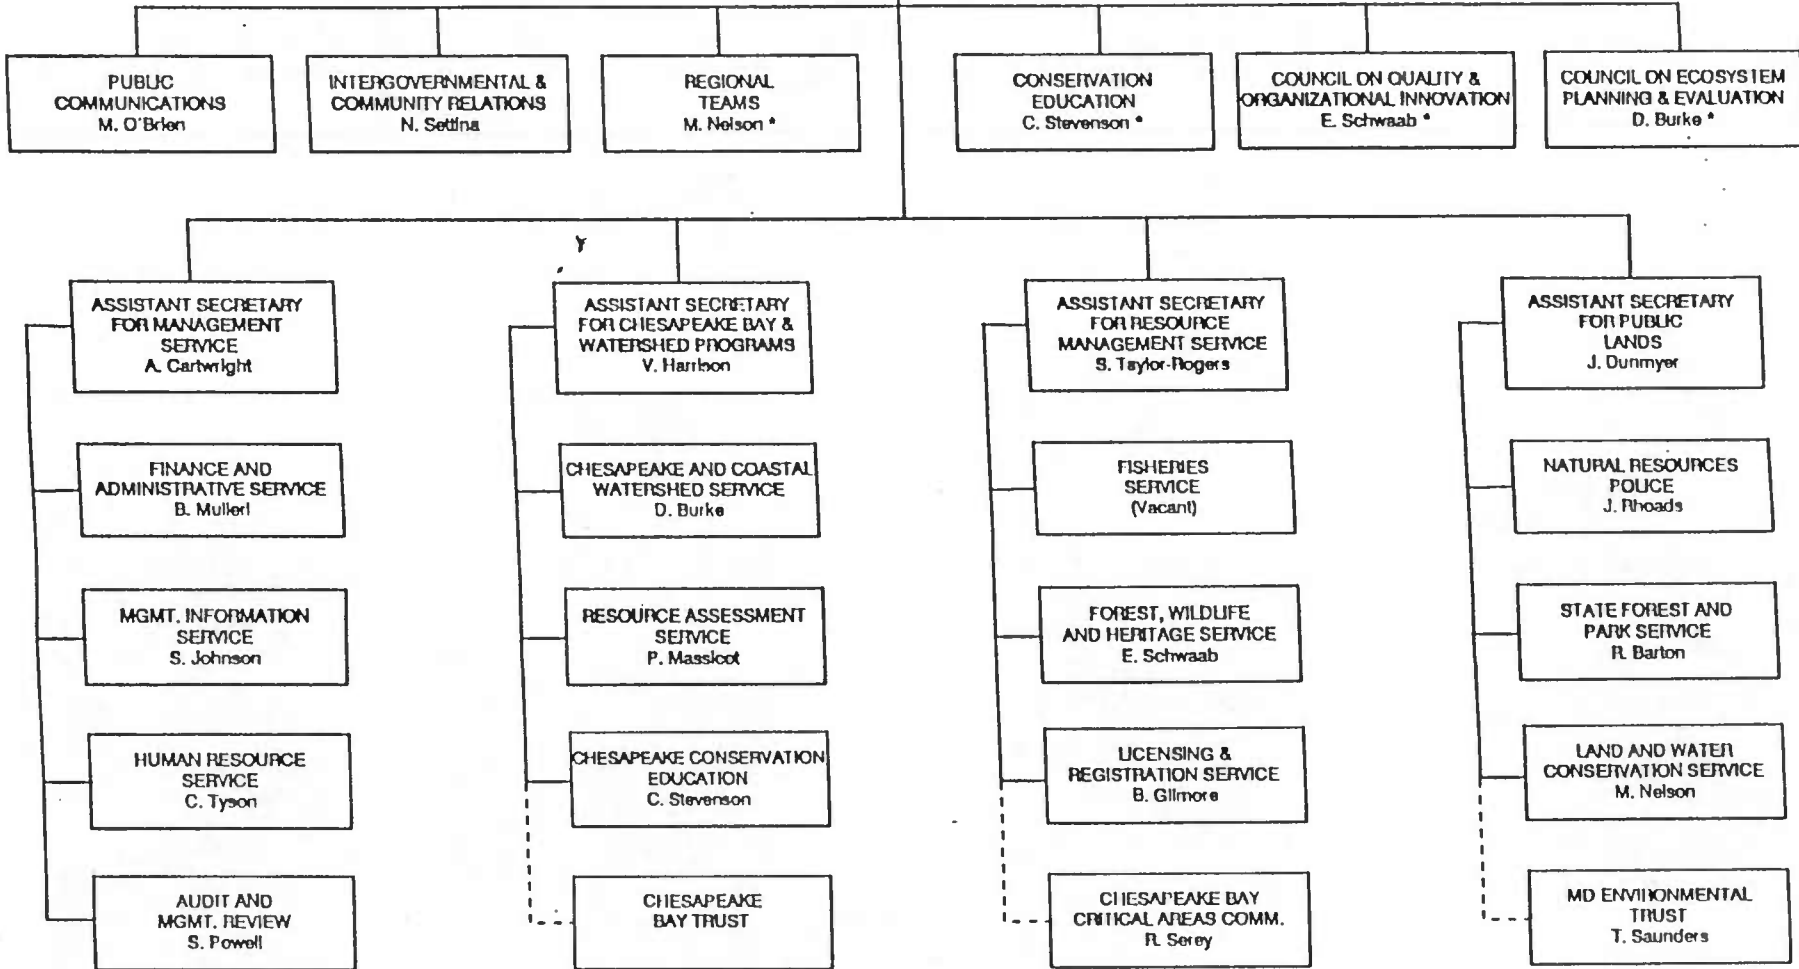 PUBLIC
COMMUNICATIONS
M. O'Brien
INTERGOVERNMENTAL &
COMMUNITY RELATIONS
N. Settina
REGIONAL
TEAMS
M. Nelson *
CONSERVATION
EDUCATION
C. Stevenson *
COUNCIL ON QUALITY &
ORGANIZATIONAL INNOVATION
E. Schwaab *
COUNCIL ON ECOSYSTEM
PLANNING & EVALUATION
D. Burke *
ASSISTANT SECRETARY
FOR MANAGEMENT
SERVICE
A. Cartwright
FINANCE AND
ADMINISTRATIVE SERVICE
B. Mulleri
MGMT. INFORMATION
SERVICE
S. Johnson
HUMAN RESOURCE
SERVICE
C. Tyson
AUDIT AND
MGMT. REVIEW
S. Powell
ASSISTANT SECRETARY
FOR CHESAPEAKE BAY &
WATERSHED PROGRAMS
V. Harrison
CHESAPEAKE AND COASTAL
WATERSHED SERVICE
D. Burke
RESOURCE ASSESSMENT
SERVICE
P. Massicot
CHESAPEAKE CONSERVATION
EDUCATION
C. Stevenson
CHESAPEAKE
BAY TRUST
ASSISTANT SECRETARY
FOR RESOURCE
MANAGEMENT SERVICE
S. Taylor-Rogers
FISHERIES
SERVICE
(Vacant)
FOREST, WILDLIFE
AND HERITAGE SERVICE
E. Schwaab
LICENSING &
REGISTRATION SERVICE
B. Gilmore
CHESAPEAKE BAY
CRITICAL AREAS COMM.
R. Serey
ASSISTANT SECRETARY
FOR PUBLIC
LANDS
J. Dunmyer
NATURAL RESOURCES
POLICE
J. Rhoads
STATE FOREST AND
PARK SERVICE
R. Barton
LAND AND WATER
CONSERVATION SERVICE
M. Nelson
MD ENVIRONMENTAL
TRUST
T. Saunders